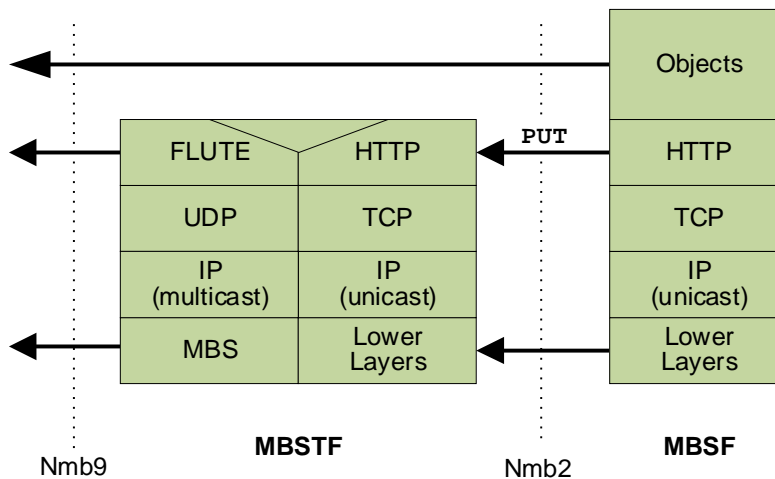 Objects
PUT
FLUTE
HTTP
HTTP
UDP
TCP
TCP
IP
(multicast)
IP
(unicast)
IP
(unicast)
MBS
Lower
Layers
Lower
Layers
MBSTF
MBSF
Nmb9
Nmb2